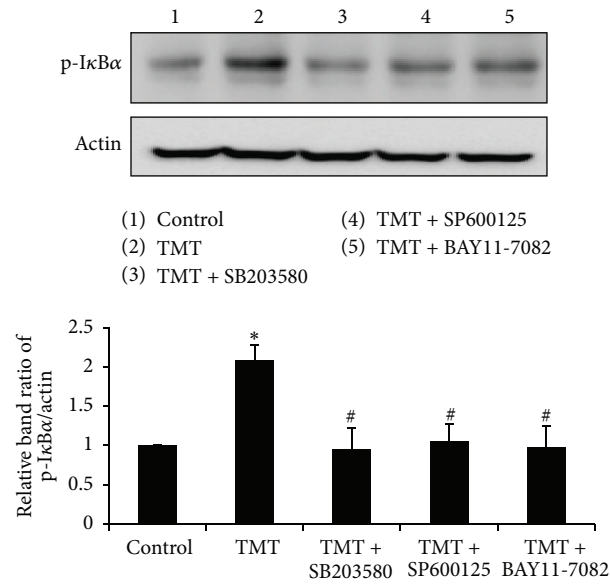 1 2 3 4 5
p-IκBα
Actin
(1) Control
(2) TMT
(3) TMT + SB203580
(4) TMT + SP600125
(5) TMT + BAY11-7082
Relative band ratio of
p-IκBα/actin
2.5
2
1.5
1
0.5
0
*
#
#
#
Control
TMT
TMT +
SB203580
TMT +
SP600125
TMT +
BAY11-7082